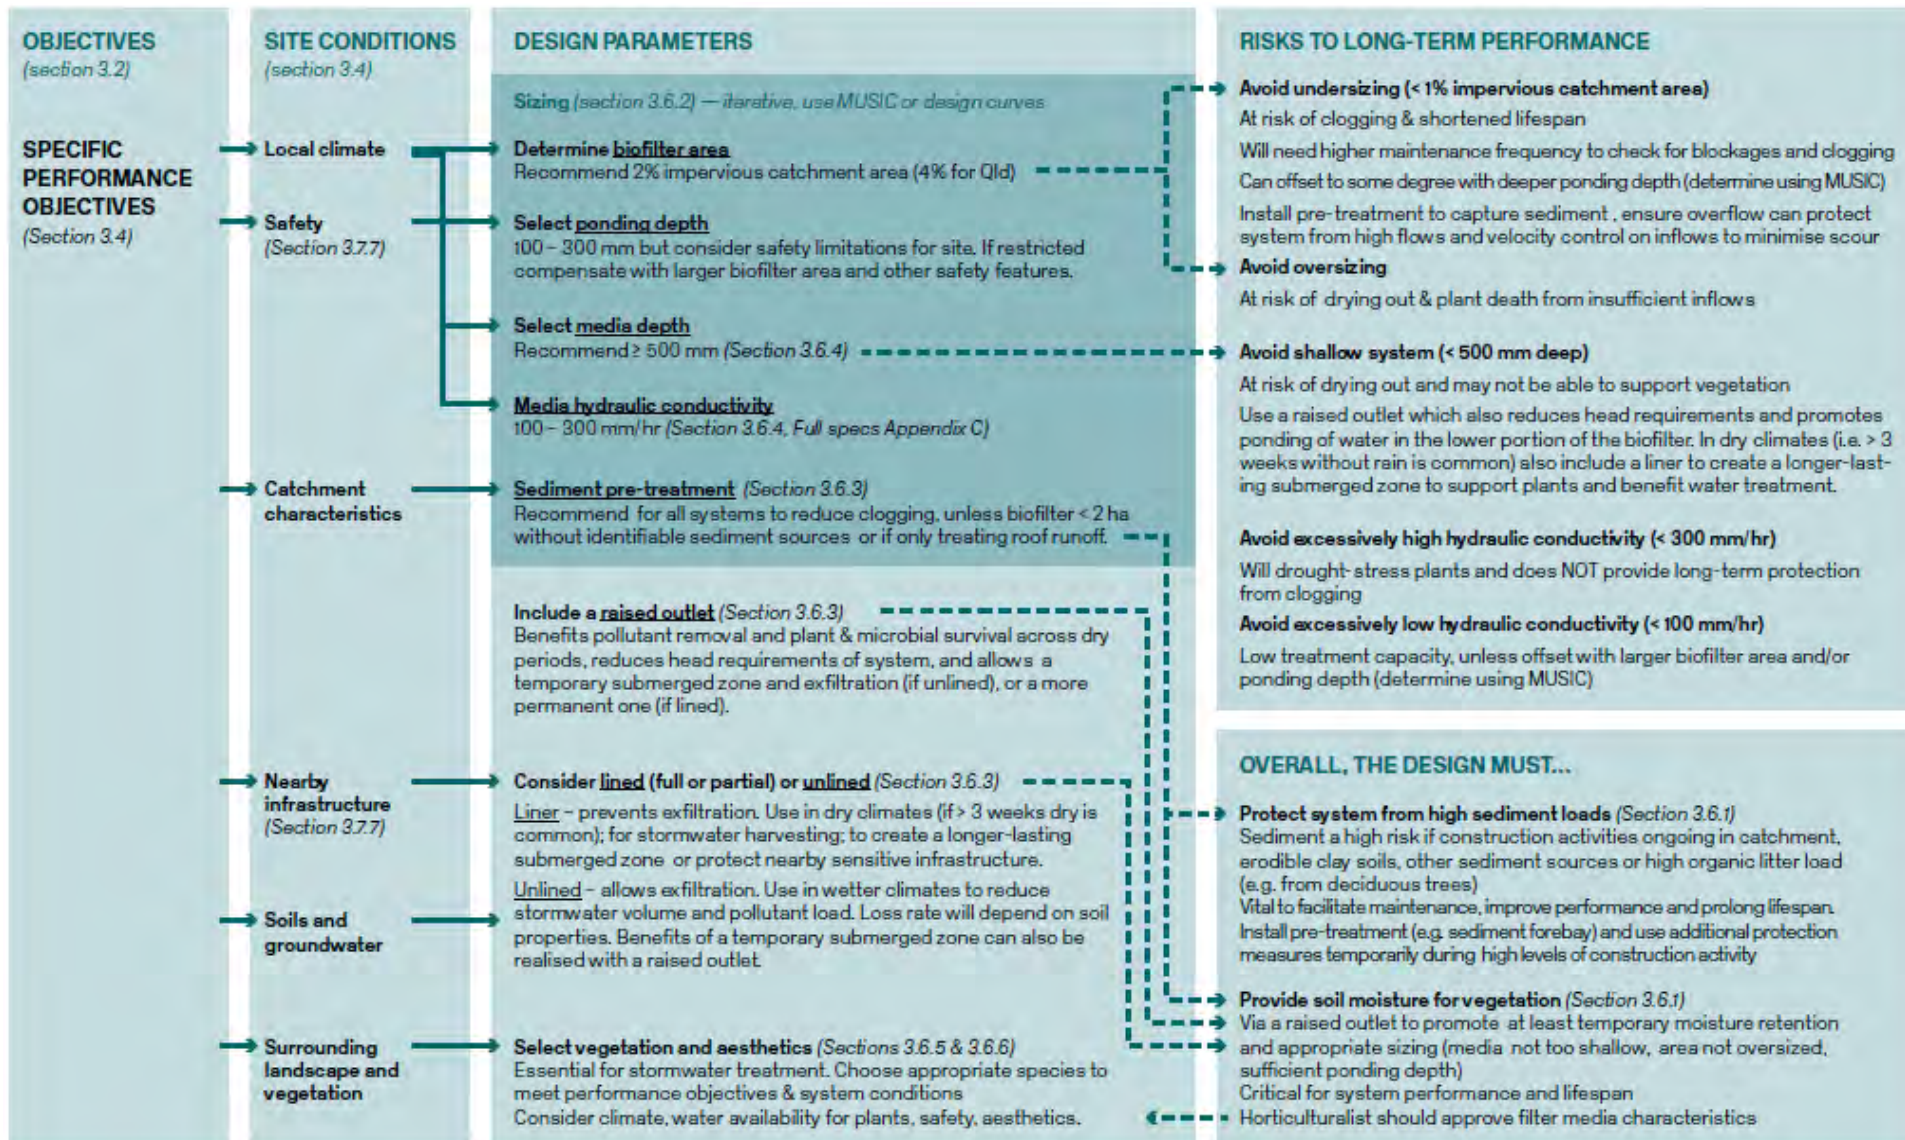 OBJECTIVES
(section 3.2)
SPECIFIC
PERFORMANCE
OBJECTIVES
(Section 3.4)
SITE CONDITIONS
(section 3.4)
Local climate
Safety
(Section 3.7.7)
Catchment
characteristics
Nearby
infrastructure
(Section 3.7.7)
Soils and
groundwater
Surrounding
landscape and
vegetation
DESIGN PARAMETERS
Sizing (section 3.6.2) — iterative, use MUSIC or design curves
Determine biofilter area
Recommend 2% impervious catchment area (4% for Qld)
Select ponding depth
100 – 300 mm but consider safety limitations for site. If restricted
compensate with larger biofilter area and other safety features.
Select media depth
Recommend ≥ 500 mm (Section 3.6.4)
Media hydraulic conductivity
100 – 300 mm/hr (Section 3.6.4, Full specs Appendix C)
Sediment pre-treatment (Section 3.6.3)
Recommend for all systems to reduce clogging, unless biofilter < 2 ha
without identifiable sediment sources or if only treating roof runoff.
Include a raised outlet (Section 3.6.3)
Benefits pollutant removal and plant & microbial survival across dry
periods, reduces head requirements of system, and allows a
temporary submerged zone and exfiltration (if unlined), or a more
permanent one (if lined).
Consider lined (full or partial) or unlined (Section 3.6.3)
Liner – prevents exfiltration. Use in dry climates (if > 3 weeks dry is
common); for stormwater harvesting; to create a longer-lasting
submerged zone or protect nearby sensitive infrastructure.
Unlined – allows exfiltration. Use in wetter climates to reduce
stormwater volume and pollutant load. Loss rate will depend on soil
properties. Benefits of a temporary submerged zone can also be
realised with a raised outlet.
Select vegetation and aesthetics (Sections 3.6.5 & 3.6.6)
Essential for stormwater treatment. Choose appropriate species to
meet performance objectives & system conditions
Consider climate, water availability for plants, safety, aesthetics.
RISKS TO LONG-TERM PERFORMANCE
Avoid undersizing (< 1% impervious catchment area)
At risk of clogging & shortened lifespan
Will need higher maintenance frequency to check for blockages and clogging
Can offset to some degree with deeper ponding depth (determine using MUSIC)
Install pre-treatment to capture sediment , ensure overflow can protect
system from high flows and velocity control on inflows to minimise scour
Avoid oversizing
At risk of drying out & plant death from insufficient inflows
Avoid shallow system (< 500 mm deep)
At risk of drying out and may not be able to support vegetation
Use a raised outlet which also reduces head requirements and promotes
ponding of water in the lower portion of the biofilter. In dry climates (i.e. > 3
weeks without rain is common) also include a liner to create a longer-last-
ing submerged zone to support plants and benefit water treatment.
Avoid excessively high hydraulic conductivity (< 300 mm/hr)
Will drought-stress plants and does NOT provide long-term protection
from clogging
Avoid excessively low hydraulic conductivity (< 100 mm/hr)
Low treatment capacity, unless offset with larger biofilter area and/or
ponding depth (determine using MUSIC)
OVERALL, THE DESIGN MUST...
Protect system from high sediment loads (Section 3.6.1)
Sediment a high risk if construction activities ongoing in catchment,
erodible clay soils, other sediment sources or high organic litter load
(e.g. from deciduous trees)
Vital to facilitate maintenance, improve performance and prolong lifespan.
Install pre-treatment (e.g. sediment forebay) and use additional protection
measures temporarily during high levels of construction activity
Provide soil moisture for vegetation (Section 3.6.1)
Via a raised outlet to promote at least temporary moisture retention
and appropriate sizing (media not too shallow, area not oversized,
sufficient ponding depth)
Critical for system performance and lifespan
Horticulturalist should approve filter media characteristics